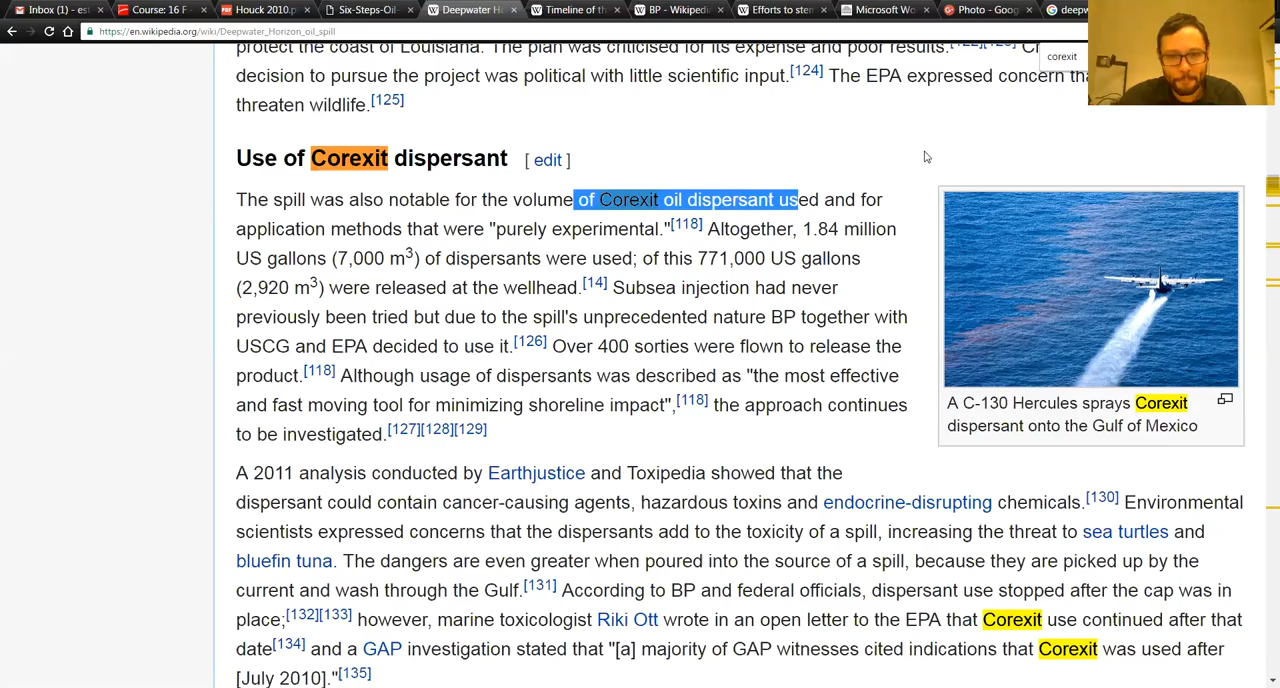 Inbox (1) - es
Course: 16 F
Houck 2010.p
Six-Steps-Oil-
Deepwater H
Timeline of th
BP - Wikipedi
Efforts to ste
Microsoft Wo
Photo - Goog
deepw
https://en.wikipedia.org/wiki/Deepwater_Horizon_oil_spill
corexit
protect the coast of Louisiana. The plan was criticised for its expense and poor results.
decision to pursue the project was political with little scientific input.[124] The EPA expressed concern
threaten wildlife.[125]
Use of Corexit dispersant [ edit ]
The spill was also notable for the volume of Corexit oil dispersant used and for
application methods that were "purely experimental."[118] Altogether, 1.84 million
US gallons (7,000 m3) of dispersants were used; of this 771,000 US gallons
(2,920 m3) were released at the wellhead.[14] Subsea injection had never
previously been tried but due to the spill's unprecedented nature BP together with
USCG and EPA decided to use it.[126] Over 400 sorties were flown to release the
product.[118] Although usage of dispersants was described as "the most effective
and fast moving tool for minimizing shoreline impact",[118] the approach continues
to be investigated.[127][128][129]
A C-130 Hercules sprays Corexit
dispersant onto the Gulf of Mexico
A 2011 analysis conducted by Earthjustice and Toxipedia showed that the
dispersant could contain cancer-causing agents, hazardous toxins and endocrine-disrupting chemicals.[130] Environmental
scientists expressed concerns that the dispersants add to the toxicity of a spill, increasing the threat to sea turtles and
bluefin tuna. The dangers are even greater when poured into the source of a spill, because they are picked up by the
current and wash through the Gulf.[131] According to BP and federal officials, dispersant use stopped after the cap was in
place;[132][133] however, marine toxicologist Riki Ott wrote in an open letter to the EPA that Corexit use continued after that
date[134] and a GAP investigation stated that "[a] majority of GAP witnesses cited indications that Corexit was used after
[July 2010]."[135]